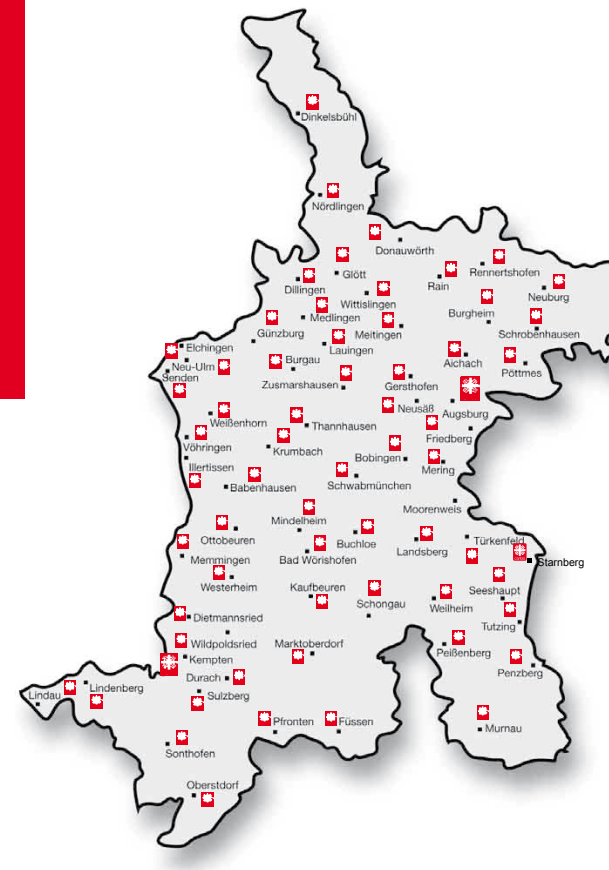 Dinkelsbühl
Nördlingen
Donauwörth
Glött
Rennertshofen
Dillingen
Rain
Wittislingen
Neuburg
Medlingen
Burgheim
Günzburg
Meitingen
Schrobenhausen
Elchingen
Lauingen
Neu-Ulm
Burgau
Aichach
Senden
Zusmarshausen
Gersthofen
Pöttmes
Neusäß
Augsburg
Weißenhorn
Thannhausen
Friedberg
Vöhringen
Krumbach
Bobingen
Illertissen
Mering
Babenhausen
Schwabmünchen
Moorenweis
Mindelheim
Ottobeuren
Buchloe
Türkenfeld
Landsberg
Memmingen
Bad Wörishofen
Starnberg
Westerheim
Kaufbeuren
Seeshaupt
Schongau
Weilheim
Dietmannsried
Tutzing
Wildpoldsried
Marktoberdorf
Peißenberg
Kempten
Penzberg
Durach
Lindau
Lindenberg
Sulzberg
Pfronten
Füssen
Murnau
Sonthofen
Oberstdorf